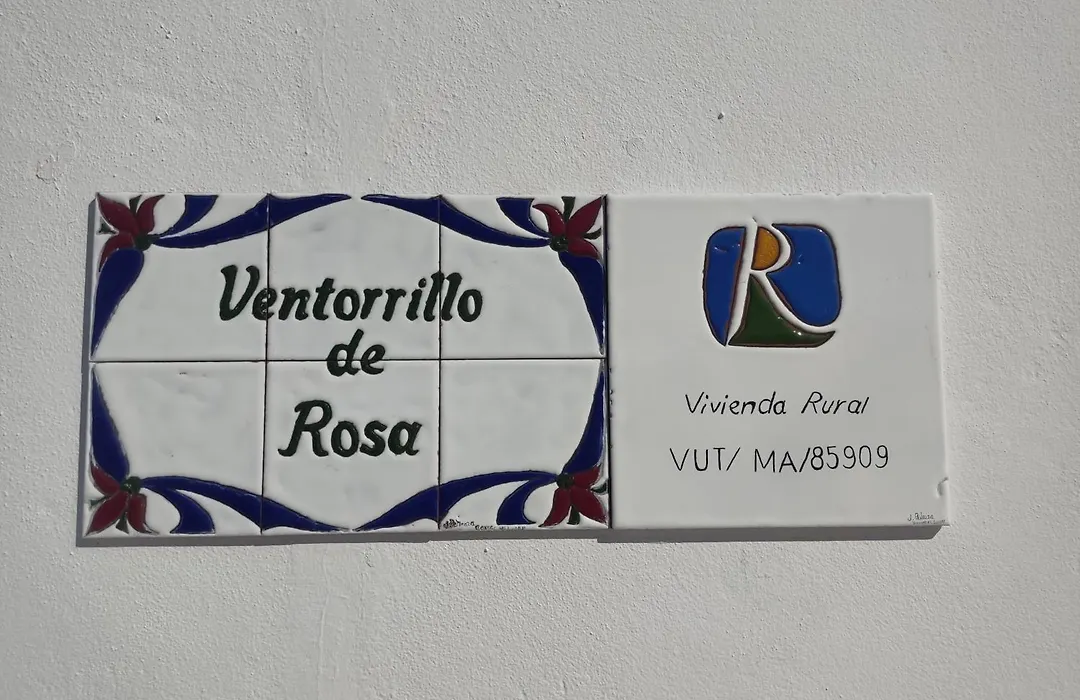 Ventorrillo
de
Rosa
R
Vivienda Rural
VUT/ MA/85909